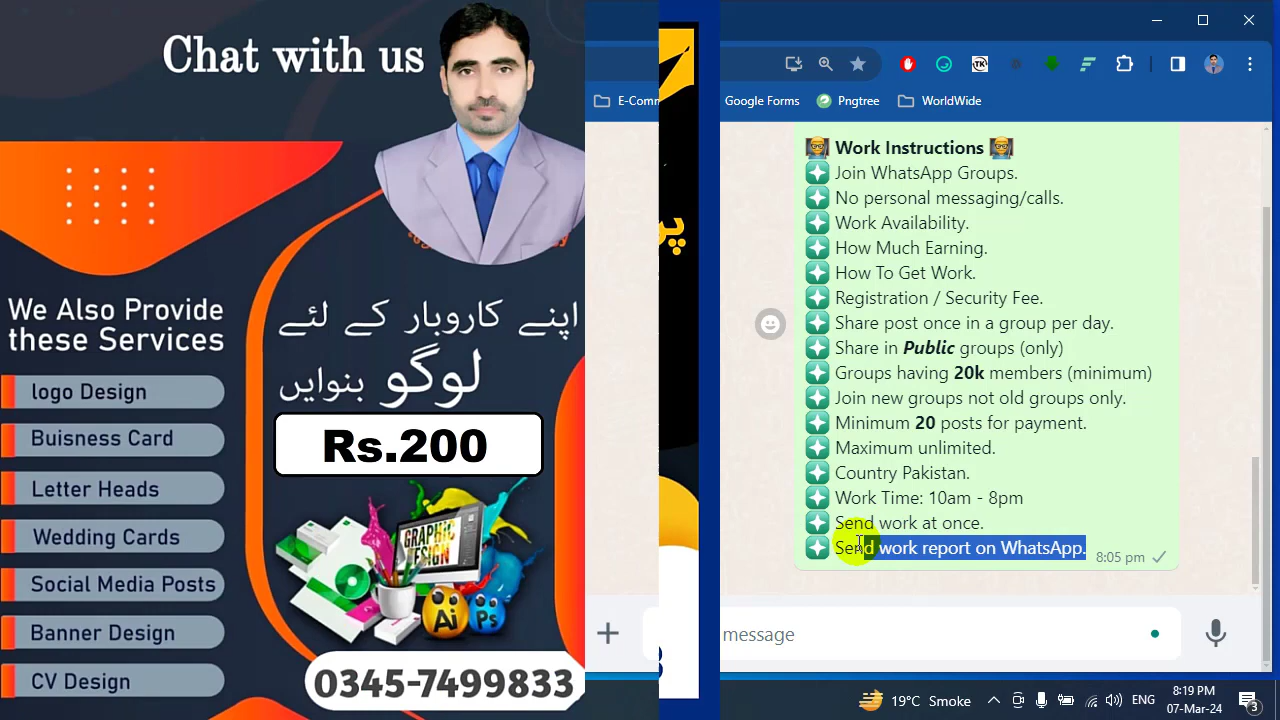 Chat with us
We Also Provide
these Services
logo Design
Buisness Card
Letter Heads
Wedding Cards
Social Media Posts
Banner Design
CV Design
اپنے کاروبار کے لئے
لوگو بنوایں
Rs.200
Ai
Ps
GRAPHIC
DESIGN
0345-7499833
E-Comm
Google Forms
Pngtree
WorldWide
Work Instructions
Join WhatsApp Groups.
No personal messaging/calls.
Work Availability.
How Much Earning.
How To Get Work.
Registration / Security Fee.
Share post once in a group per day.
Share in Public groups (only)
Groups having 20k members (minimum)
Join new groups not old groups only.
Minimum 20 posts for payment.
Maximum unlimited.
Country Pakistan.
Work Time: 10am - 8pm
Send work at once.
Send work report on WhatsApp.
8:05 pm
message
19°C Smoke
ENG
8:19 PM
07-Mar-24
3